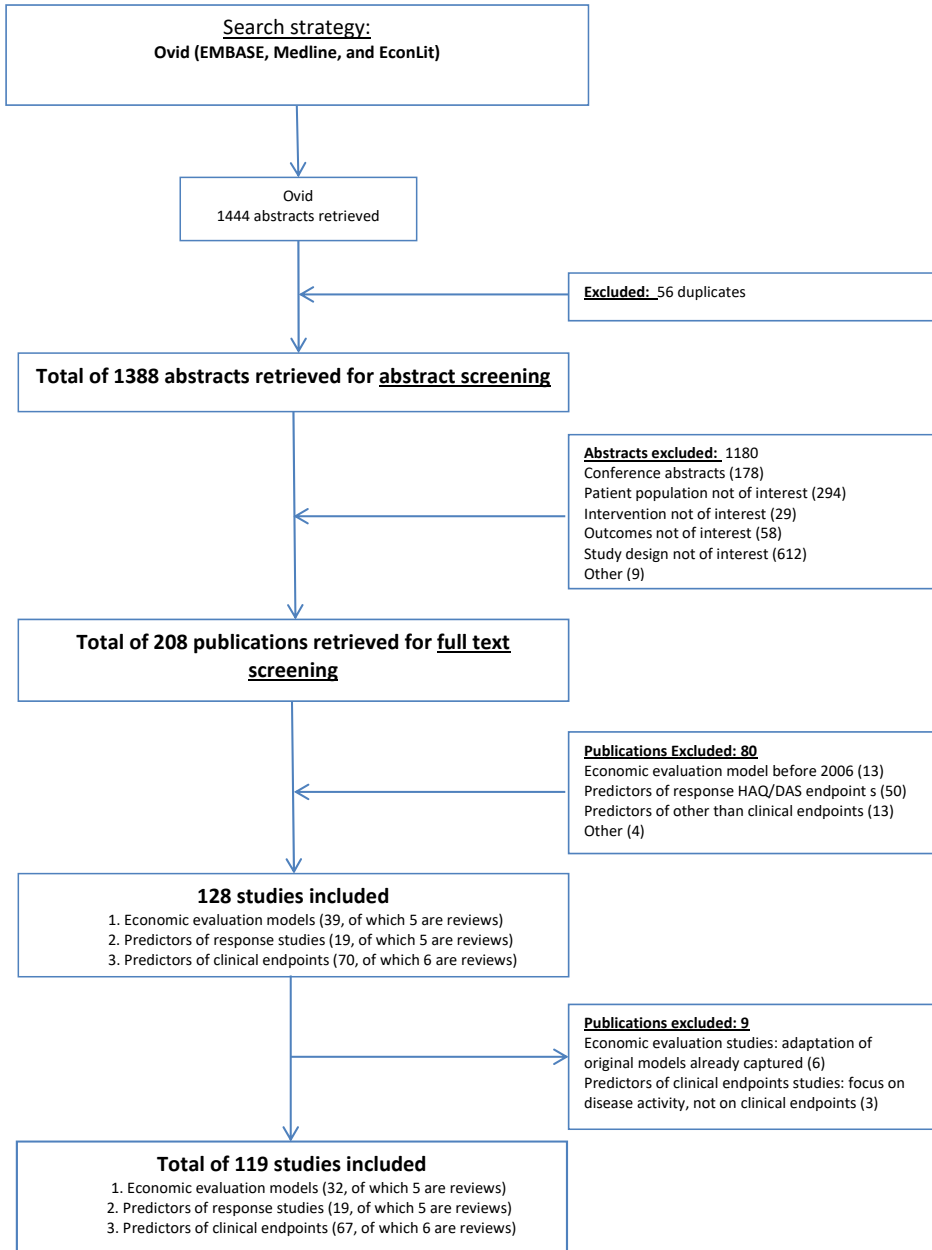 Search strategy:
Ovid (EMBASE, Medline, and EconLit)
Ovid
1444 abstracts retrieved
Excluded: 56 duplicates
Total of 1388 abstracts retrieved for abstract screening
Abstracts excluded: 1180
Conference abstracts (178)
Patient population not of interest (294)
Intervention not of interest (29)
Outcomes not of interest (58)
Study design not of interest (612)
Other (9)
Total of 208 publications retrieved for full text
screening
Publications Excluded: 80
Economic evaluation model before 2006 (13)
Predictors of response HAQ/DAS endpoint s (50)
Predictors of other than clinical endpoints (13)
Other (4)
128 studies included
1. Economic evaluation models (39, of which 5 are reviews)
2. Predictors of response studies (19, of which 5 are reviews)
3. Predictors of clinical endpoints (70, of which 6 are reviews)
Publications excluded: 9
Economic evaluation studies: adaptation of
original models already captured (6)
Predictors of clinical endpoints studies: focus on
disease activity, not on clinical endpoints (3)
Total of 119 studies included
1. Economic evaluation models (32, of which 5 are reviews)
2. Predictors of response studies (19, of which 5 are reviews)
3. Predictors of clinical endpoints (67, of which 6 are reviews)